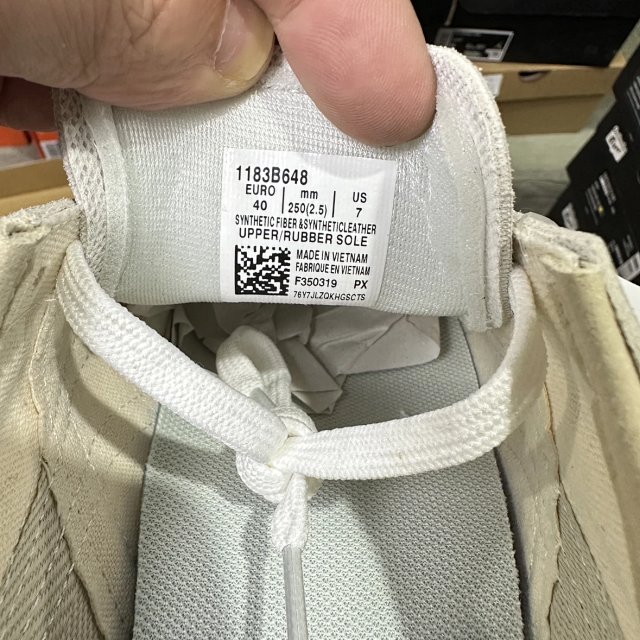 1183B648
EURO mm US
40 250(2.5) 7
SYNTHETIC FIBER &SYNTHETICLEATHER
UPPER/RUBBER SOLE
MADE IN VIETNAM
FABRIQUE EN VIETNAM
F350319 PX
76Y7JLZQKHGSCTS